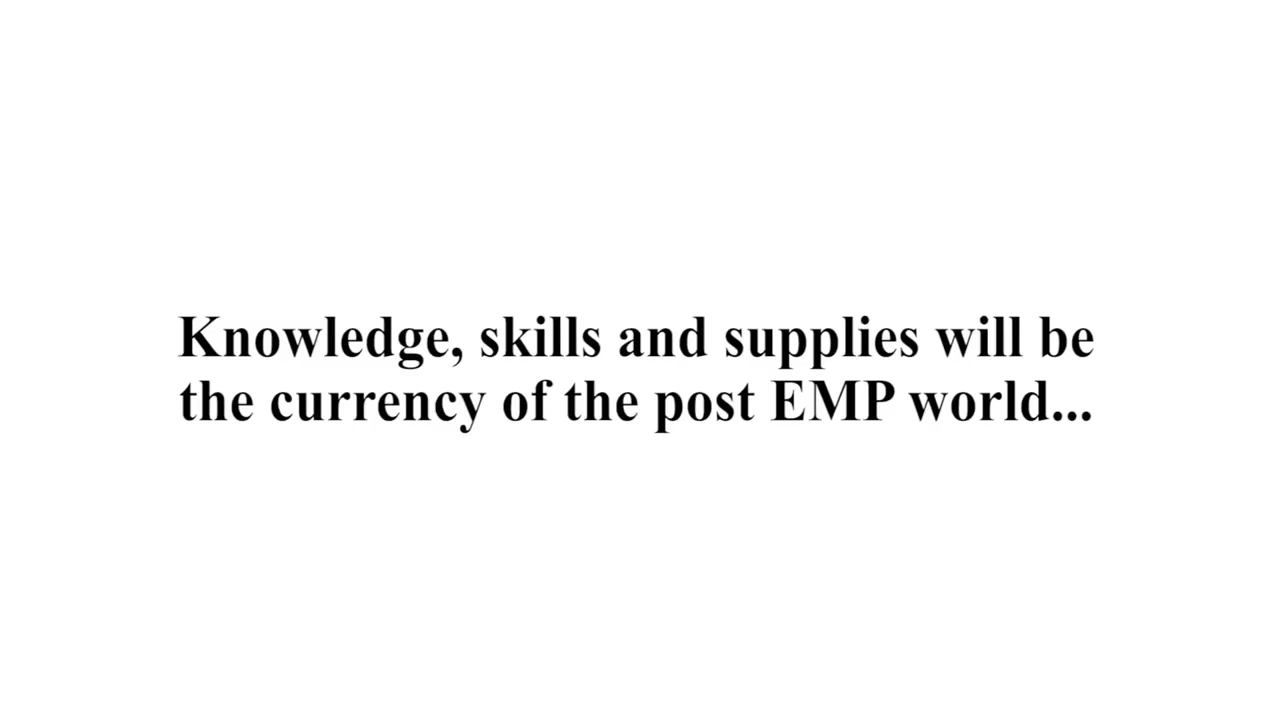 Knowledge, skills and supplies will be
the currency of the post EMP world...